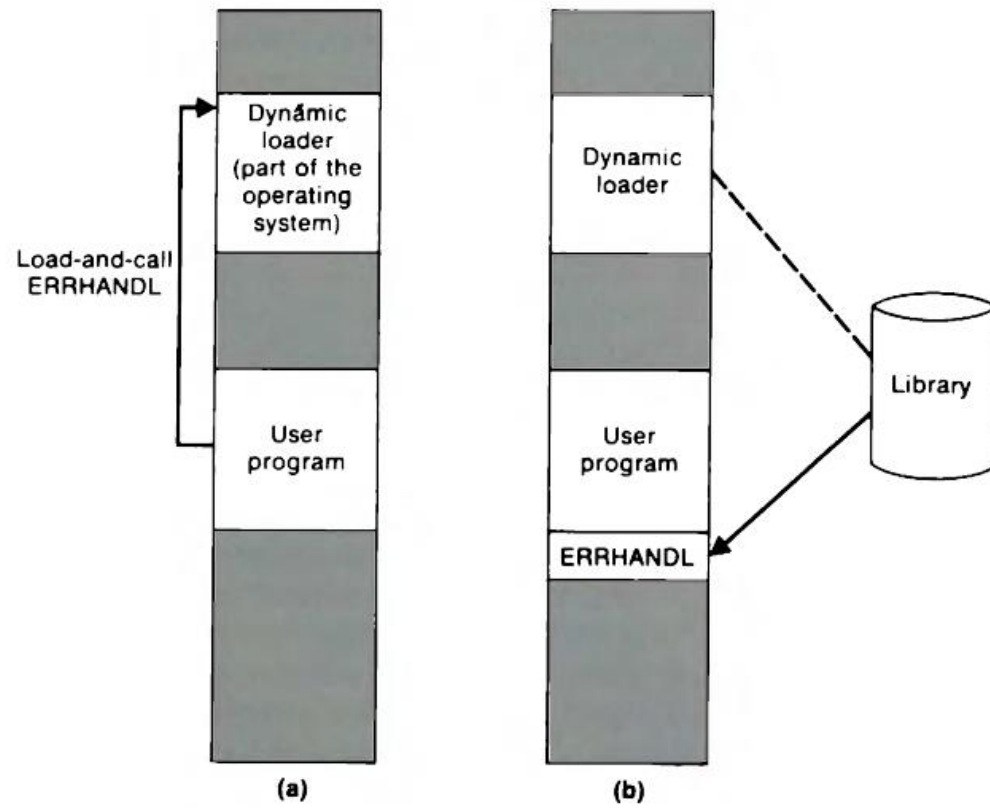 Dynamic
loader
(part of the
operating
system)
Load-and-call
ERRHANDL
User
program
(a)
Dynamic
loader
Library
User
program
ERRHANDL
(b)